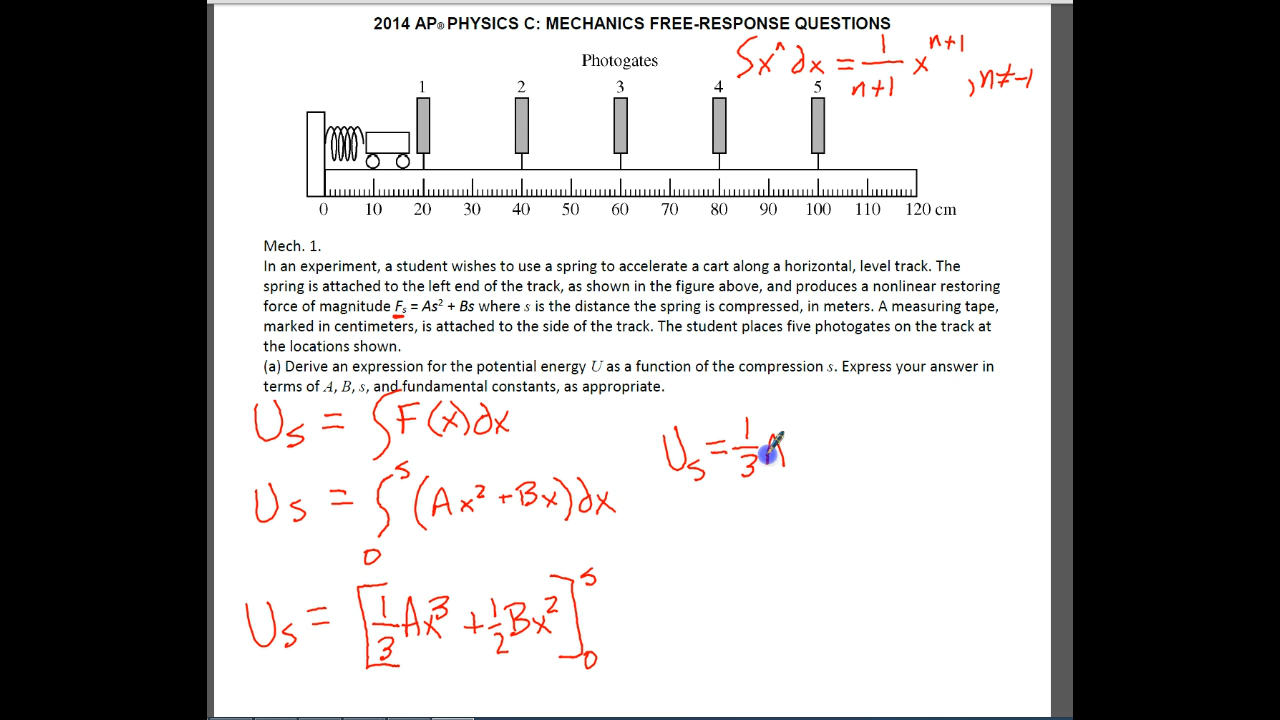 2014 AP® PHYSICS C: MECHANICS FREE-RESPONSE QUESTIONS
∫xⁿ dx = 1/(n+1) xⁿ⁺¹ , n≠-1
Photogates
1 2 3 4 5
0 10 20 30 40 50 60 70 80 90 100 110 120 cm
Mech. 1.
In an experiment, a student wishes to use a spring to accelerate a cart along a horizontal, level track. The
spring is attached to the left end of the track, as shown in the figure above, and produces a nonlinear restoring
force of magnitude Fₛ = As² + Bs where s is the distance the spring is compressed, in meters. A measuring tape,
marked in centimeters, is attached to the side of the track. The student places five photogates on the track at
the locations shown.
(a) Derive an expression for the potential energy U as a function of the compression s. Express your answer in
terms of A, B, s, and fundamental constants, as appropriate.
Uₛ = ∫F(x)dx
Uₛ = ∫₀ˢ (Ax² + Bx)dx
Uₛ = [1/3 Ax³ + 1/2 Bx²]₀ˢ
Uₛ = 1/3 A